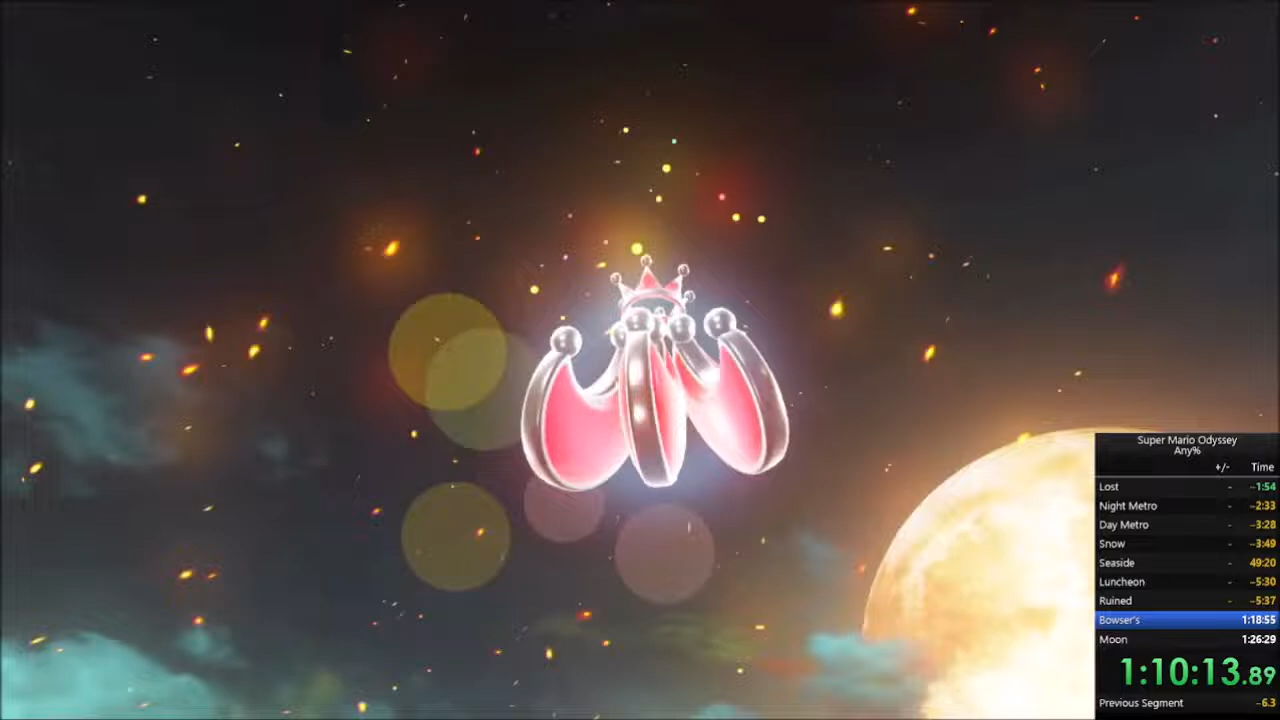 Super Mario Odyssey
Any%
+/- Time
Lost - −1:54
Night Metro - −2:33
Day Metro - −3:28
Snow - −3:49
Seaside - 49:20
Luncheon - −5:30
Ruined - −5:37
Bowser's 1:18:55
Moon 1:26:29
1:10:13.89
Previous Segment −6.3